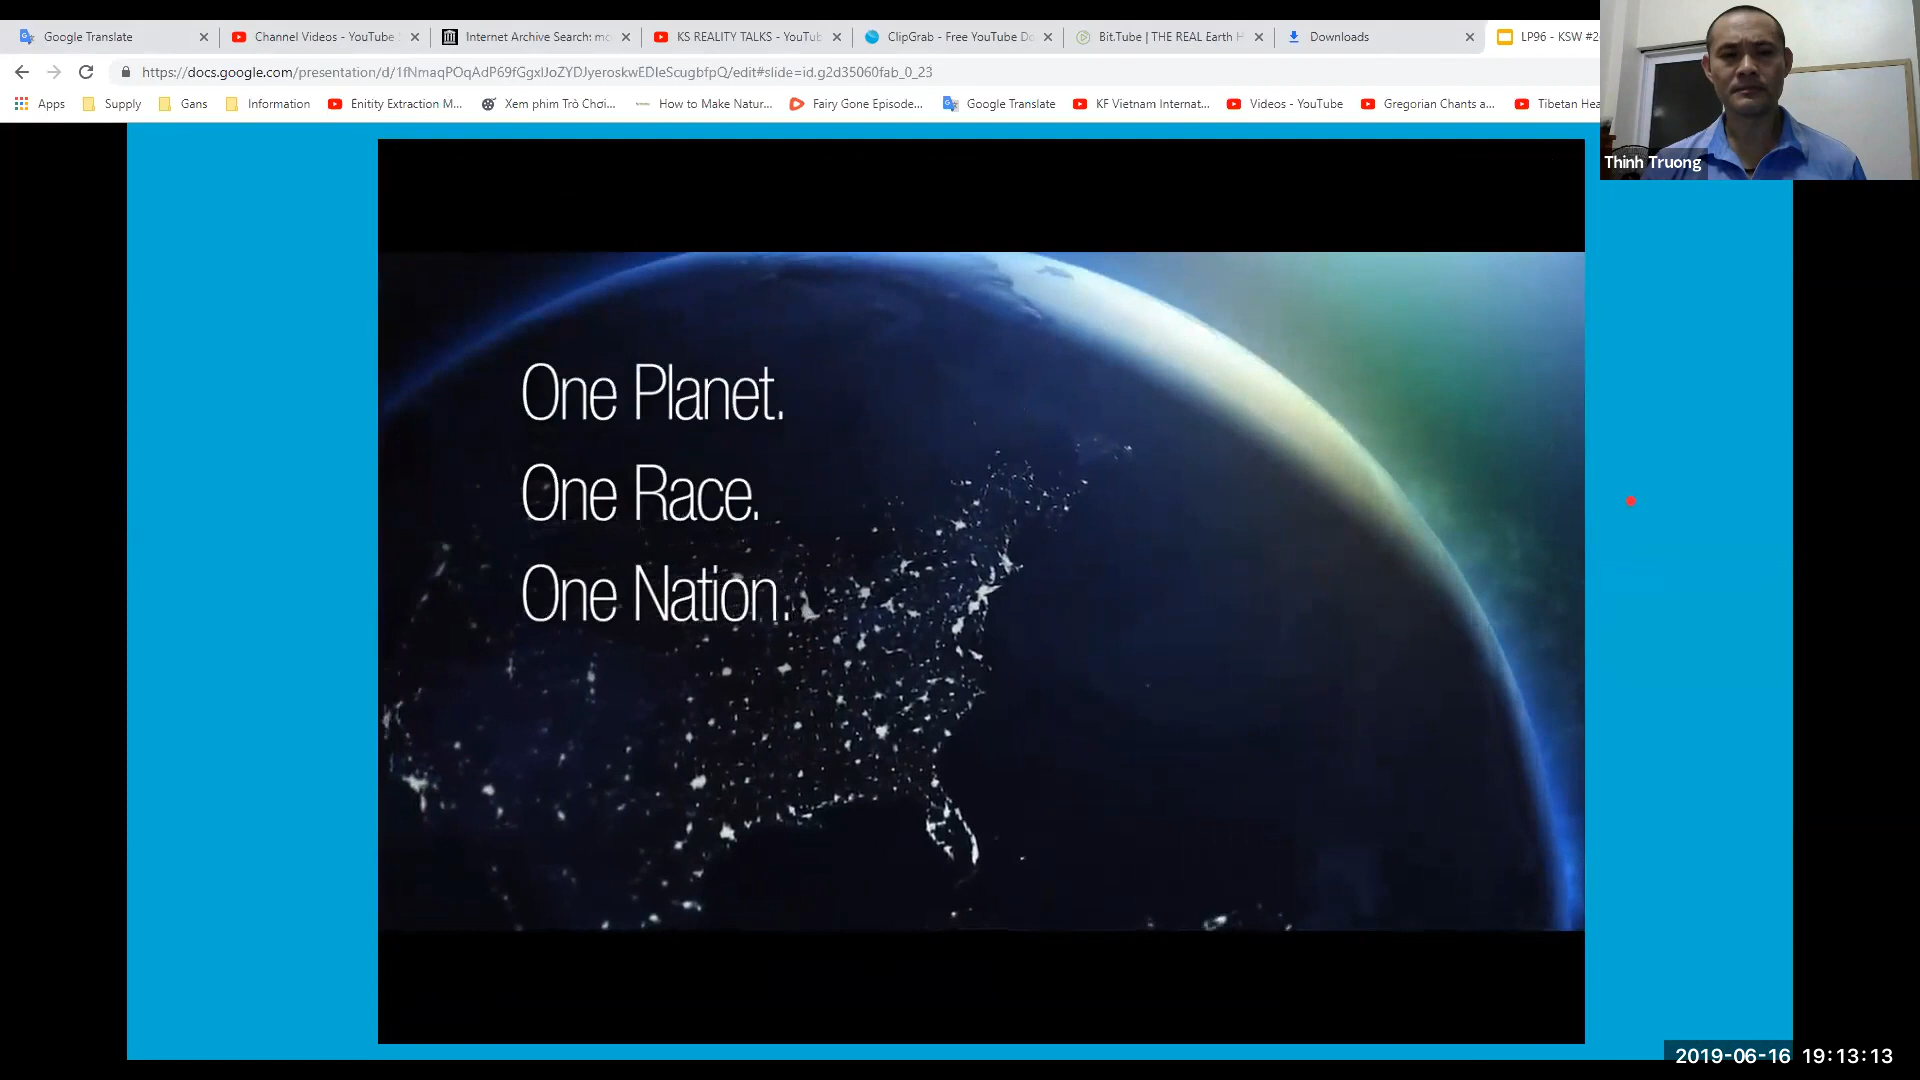 Google Translate
Channel Videos - YouTube
Internet Archive Search: mo
KS REALITY TALKS - YouTub
ClipGrab - Free YouTube Do
Bit.Tube | THE REAL Earth H
Downloads
LP96 - KSW #2
https://docs.google.com/presentation/d/1fNmaqPOqAdP69fGgxlJoZYDJyeroskwEDIeScugbfpQ/edit#slide=id.g2d35060fab_0_23
Apps
Supply
Gans
Information
Enitity Extraction M...
Xem phim Trò Chơi...
How to Make Natur...
Fairy Gone Episode...
Google Translate
KF Vietnam Internat...
Videos - YouTube
Gregorian Chants a...
Tibetan Hea
Thinh Truong
One Planet.
One Race.
One Nation.
2019-06-16 19:13:13